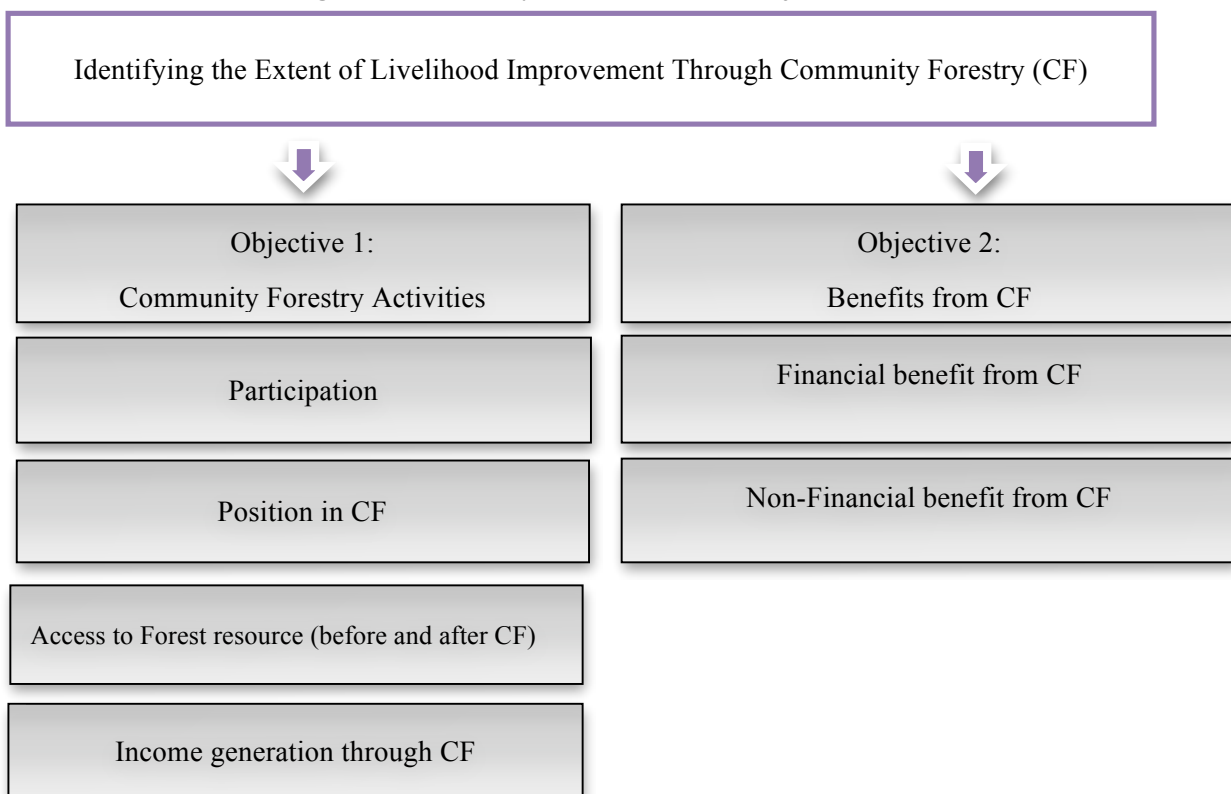 Identifying the Extent of Livelihood Improvement Through Community Forestry (CF)
Objective 1:
Community Forestry Activities
Participation
Position in CF
Access to Forest resource (before and after CF)
Income generation through CF
Objective 2:
Benefits from CF
Financial benefit from CF
Non-Financial benefit from CF